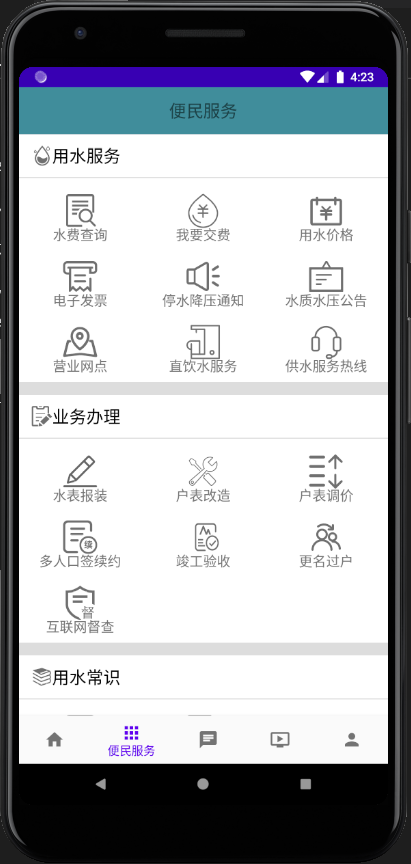 4:23
便民服务
用水服务
水费查询 我要交费 用水价格
电子发票 停水降压通知 水质水压公告
营业网点 直饮水服务 供水服务热线
业务办理
水表报装 户表改造 户表调价
多人口签续约 竣工验收 更名过户
互联网督查
用水常识
便民服务